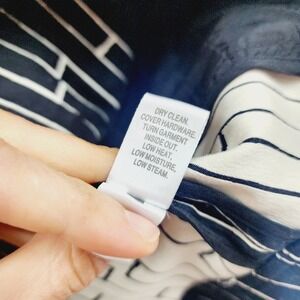 DRY CLEAN.
COVER HARDWARE.
TURN GARMENT
INSIDE OUT.
LOW HEAT,
LOW MOISTURE,
LOW STEAM.